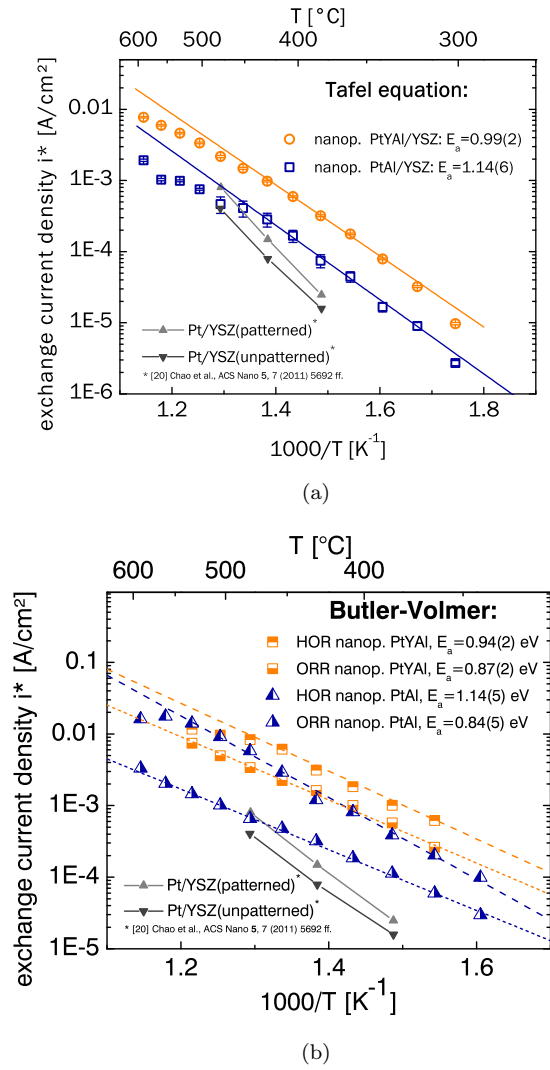 T [°C]
600 500 400 300
exchange current density i* [A/cm²]
0.01
1E-3
1E-4
1E-5
1E-6
Tafel equation:
nanop. PtYAl/YSZ: Eₐ=0.99(2)
nanop. PtAl/YSZ: Eₐ=1.14(6)
Pt/YSZ(patterned)*
Pt/YSZ(unpatterned)*
* [20] Chao et al., ACS Nano 5, 7 (2011) 5692 ff.
1.2 1.4 1.6 1.8
1000/T [K⁻¹]
(a)
T [°C]
600 500 400
exchange current density i* [A/cm²]
0.1
0.01
1E-3
1E-4
1E-5
Butler-Volmer:
HOR nanop. PtYAl, Eₐ=0.94(2) eV
ORR nanop. PtYAl, Eₐ=0.87(2) eV
HOR nanop. PtAl, Eₐ=1.14(5) eV
ORR nanop. PtAl, Eₐ=0.84(5) eV
Pt/YSZ(patterned)*
Pt/YSZ(unpatterned)*
* [20] Chao et al., ACS Nano 5, 7 (2011) 5692 ff.
1.2 1.4 1.6
1000/T [K⁻¹]
(b)